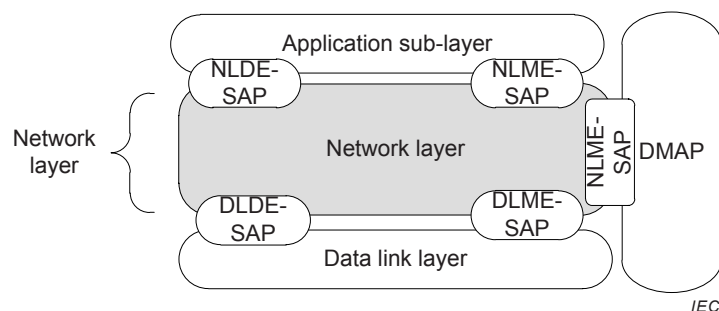 Application sub-layer
NLDE-
SAP
NLME-
SAP
Network
layer
Network layer
NLME-
SAP
DMAP
DLDE-
SAP
DLME-
SAP
Data link layer
IEC